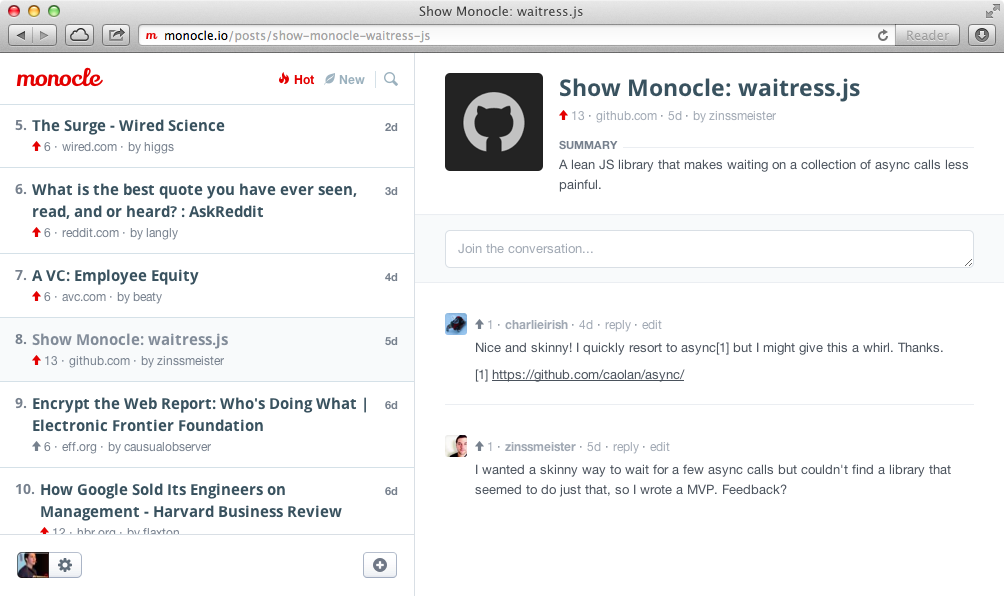 Show Monocle: waitress.js
monocle.io/posts/show-monocle-waitress-js
Reader
monocle
Hot
New
5. The Surge - Wired Science 2d
6 · wired.com · by higgs
6. What is the best quote you have ever seen, 3d
read, and or heard? : AskReddit
6 · reddit.com · by langly
7. A VC: Employee Equity 4d
6 · avc.com · by beaty
8. Show Monocle: waitress.js 5d
13 · github.com · by zinssmeister
9. Encrypt the Web Report: Who's Doing What | 6d
Electronic Frontier Foundation
6 · eff.org · by causualobserver
10. How Google Sold Its Engineers on 6d
Management - Harvard Business Review
12 · hbr.org · by flaxton
Show Monocle: waitress.js
13 · github.com · 5d · by zinssmeister
SUMMARY
A lean JS library that makes waiting on a collection of async calls less
painful.
Join the conversation...
1 · charlieirish · 4d · reply · edit
Nice and skinny! I quickly resort to async[1] but I might give this a whirl. Thanks.
[1] https://github.com/caolan/async/
1 · zinssmeister · 5d · reply · edit
I wanted a skinny way to wait for a few async calls but couldn't find a library that
seemed to do just that, so I wrote a MVP. Feedback?